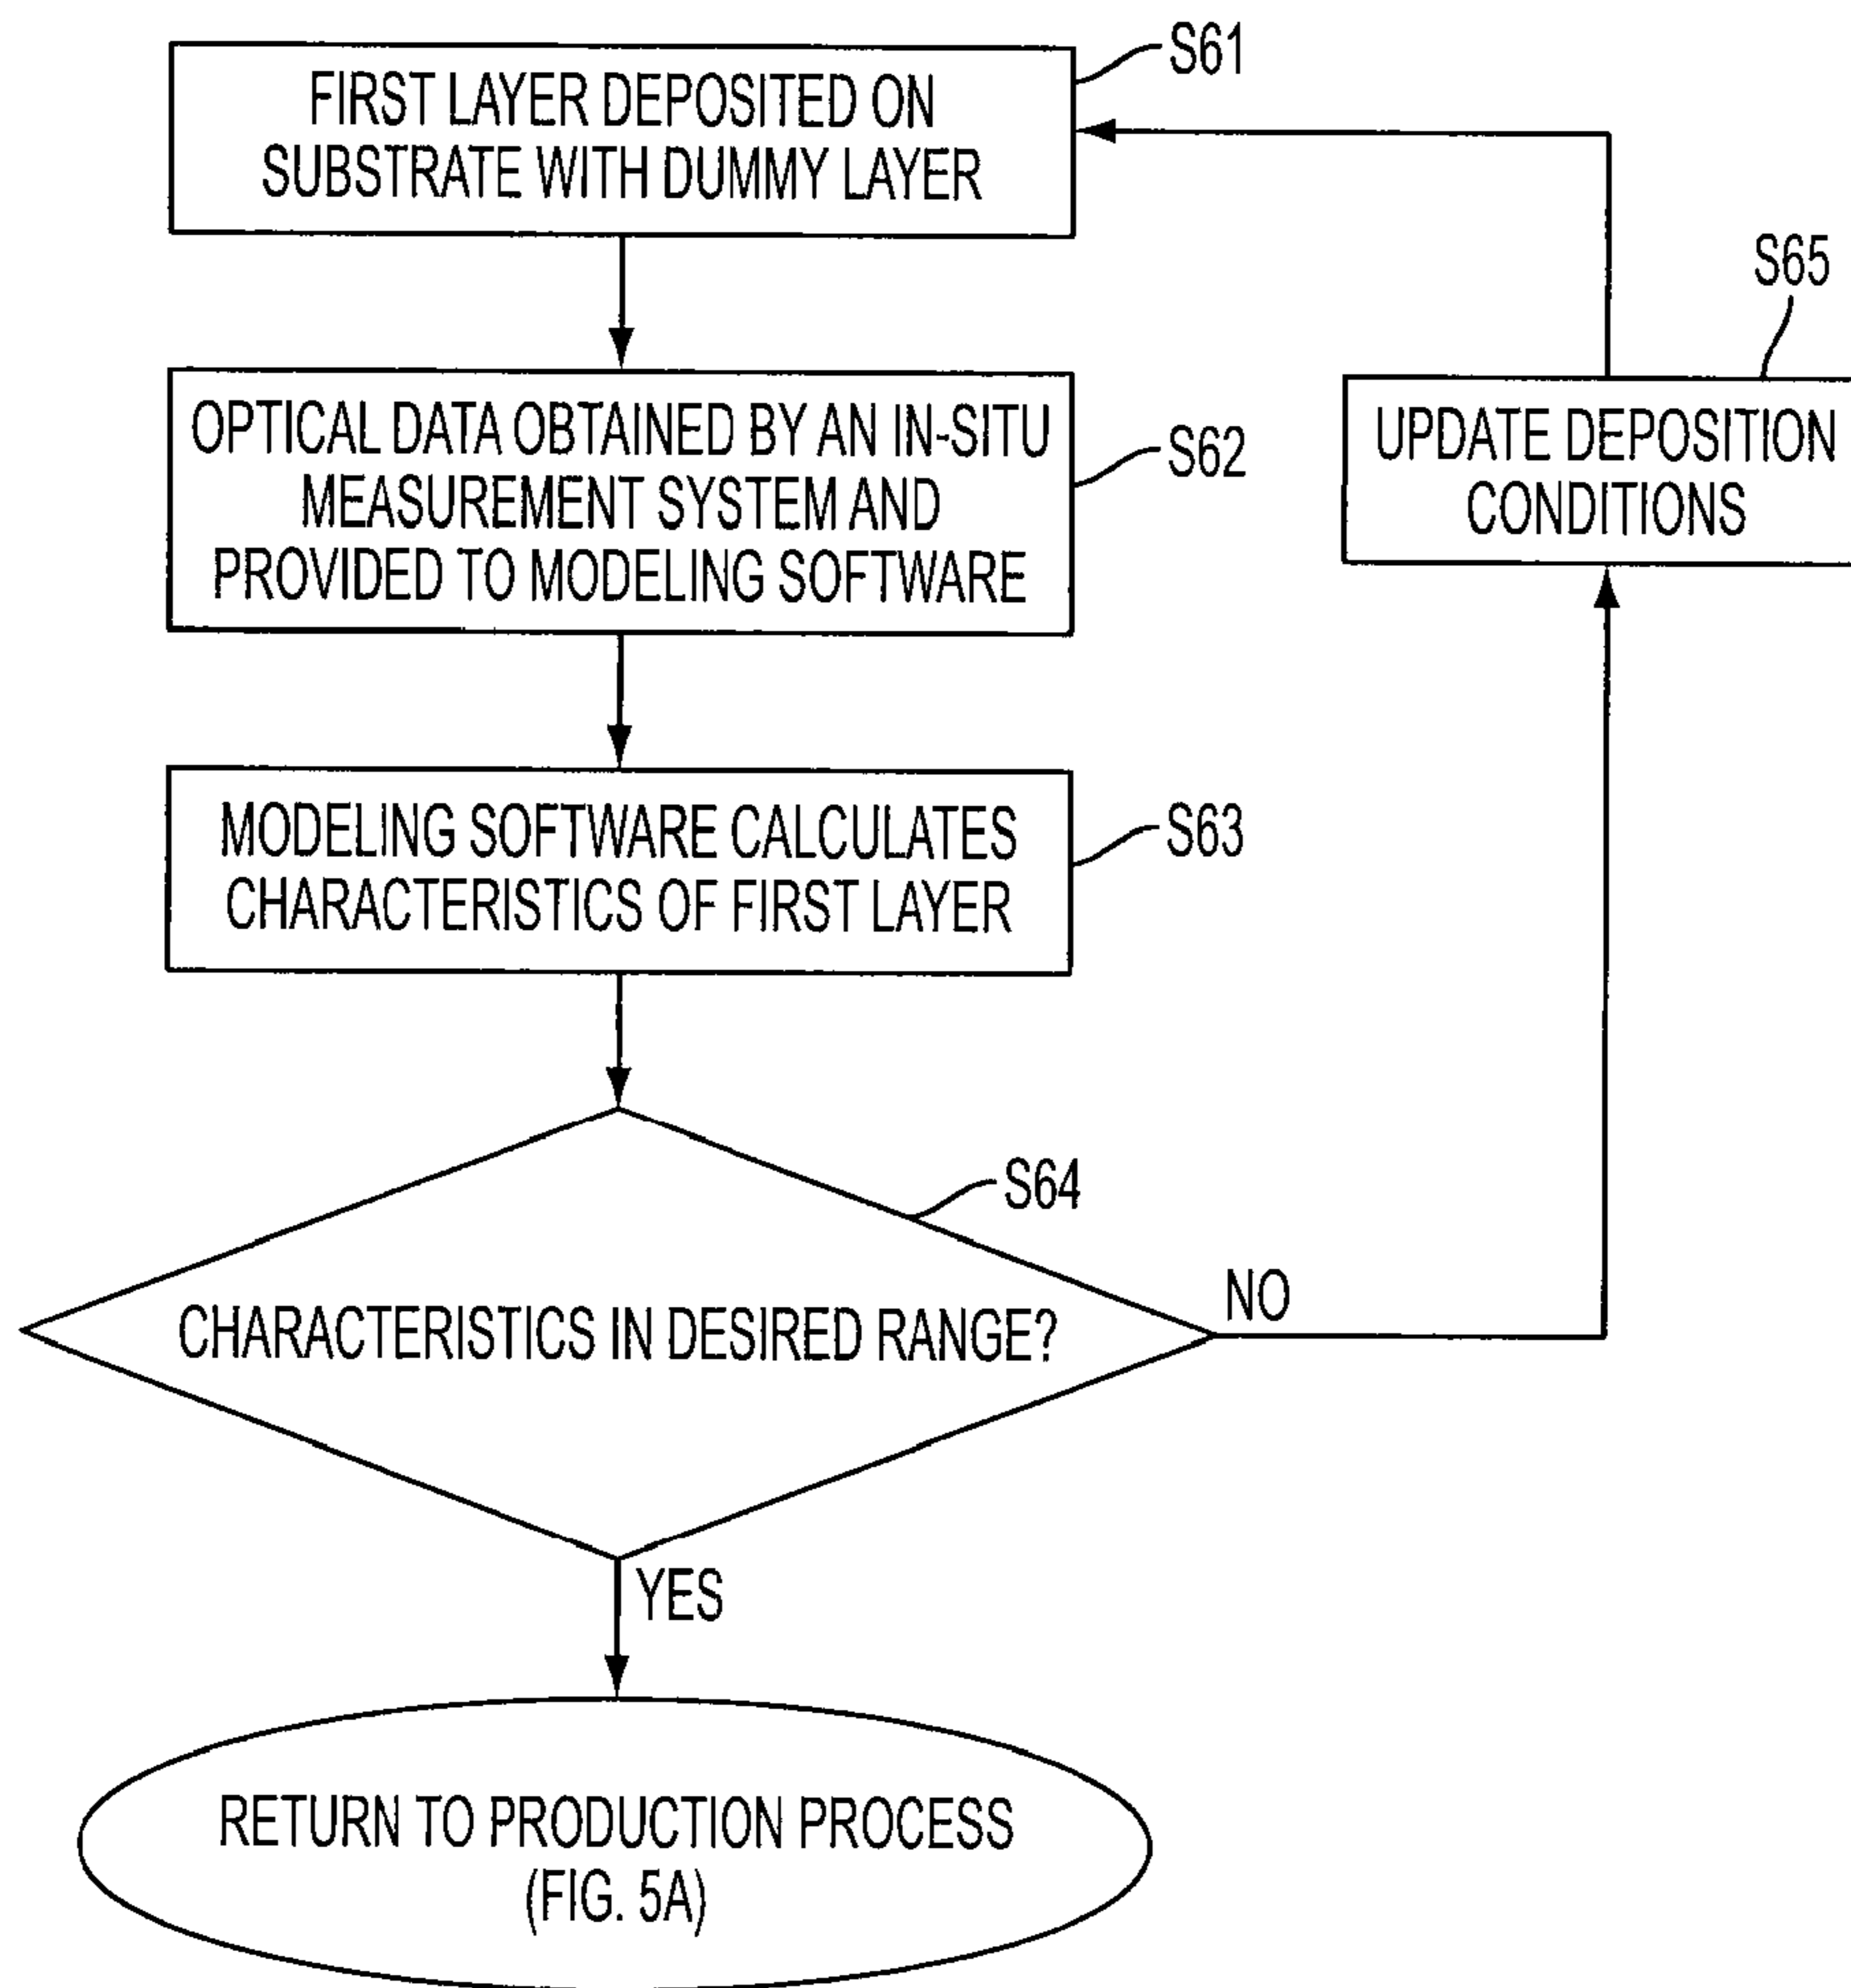 S61
FIRST LAYER DEPOSITED ON
SUBSTRATE WITH DUMMY LAYER
S65
UPDATE DEPOSITION
CONDITIONS
OPTICAL DATA OBTAINED BY AN IN-SITU
MEASUREMENT SYSTEM AND
PROVIDED TO MODELING SOFTWARE
S62
MODELING SOFTWARE CALCULATES
CHARACTERISTICS OF FIRST LAYER
S63
S64
CHARACTERISTICS IN DESIRED RANGE?
NO
YES
RETURN TO PRODUCTION PROCESS
(FIG. 5A)